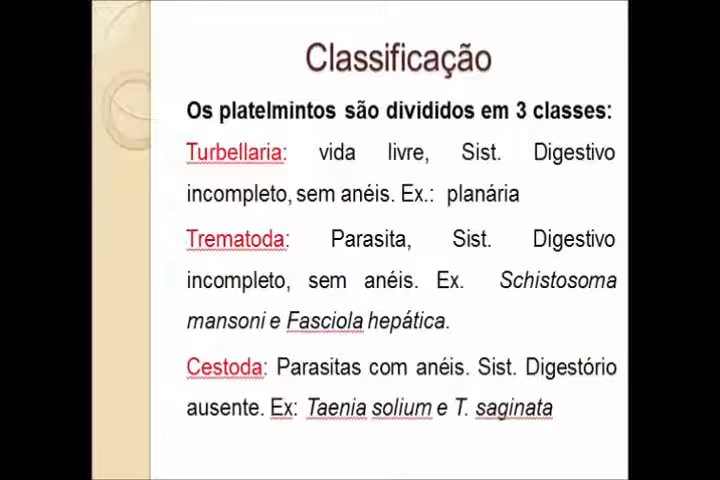 Classificação
Os platelmintos são divididos em 3 classes:
Turbellaria: vida livre, Sist. Digestivo
incompleto, sem anéis. Ex.: planária
Trematoda: Parasita, Sist. Digestivo
incompleto, sem anéis. Ex. Schistosoma
mansoni e Fasciola hepática.
Cestoda: Parasitas com anéis. Sist. Digestório
ausente. Ex: Taenia solium e T. saginata